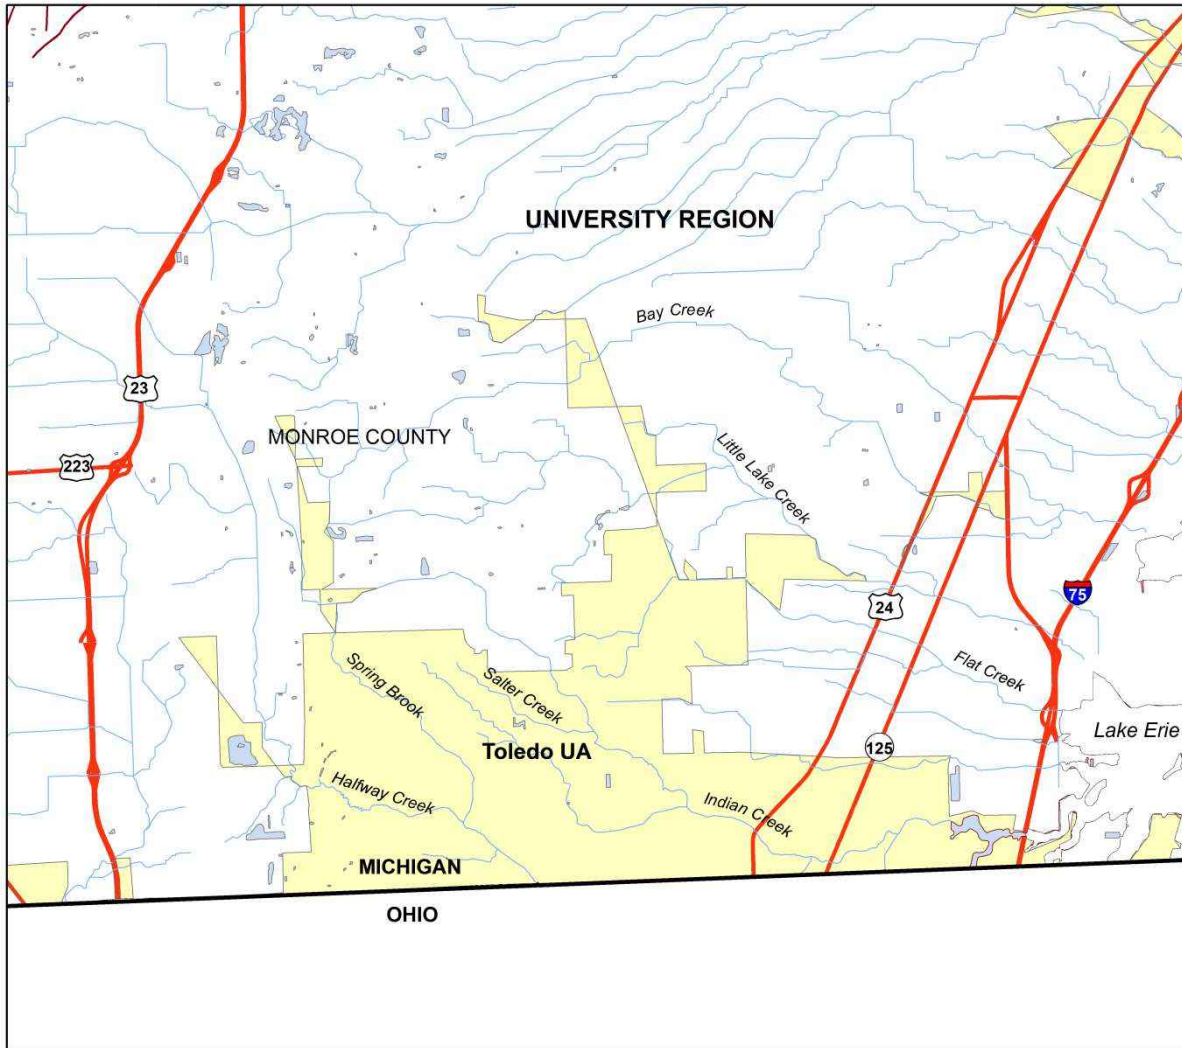 UNIVERSITY REGION
Bay Creek
23
MONROE COUNTY
223
Little Lake Creek
75
24
Flat Creek
Spring Brook
Salter Creek
Lake Erie
Toledo UA
125
Halfway Creek
Indian Creek
MICHIGAN
OHIO